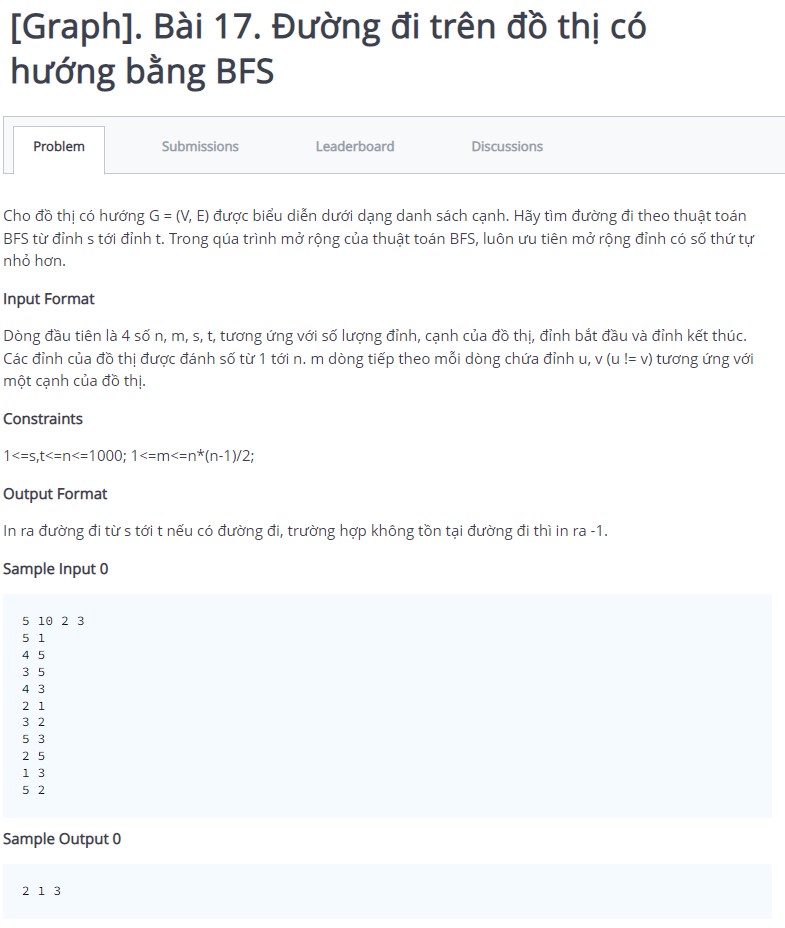 [Graph]. Bài 17. Đường đi trên đồ thị có
hướng bằng BFS
Problem Submissions Leaderboard Discussions
Cho đồ thị có hướng G = (V, E) được biểu diễn dưới dạng danh sách cạnh. Hãy tìm đường đi theo thuật toán
BFS từ đỉnh s tới đỉnh t. Trong qúa trình mở rộng của thuật toán BFS, luôn ưu tiên mở rộng đỉnh có số thứ tự
nhỏ hơn.
Input Format
Dòng đầu tiên là 4 số n, m, s, t, tương ứng với số lượng đỉnh, cạnh của đồ thị, đỉnh bắt đầu và đỉnh kết thúc.
Các đỉnh của đồ thị được đánh số từ 1 tới n. m dòng tiếp theo mỗi dòng chứa đỉnh u, v (u != v) tương ứng với
một cạnh của đồ thị.
Constraints
1<=s,t<=n<=1000; 1<=m<=n*(n-1)/2;
Output Format
In ra đường đi từ s tới t nếu có đường đi, trường hợp không tồn tại đường đi thì in ra -1.
Sample Input 0
5 10 2 3
5 1
4 5
3 5
4 3
2 1
3 2
5 3
2 5
1 3
5 2
Sample Output 0
2 1 3